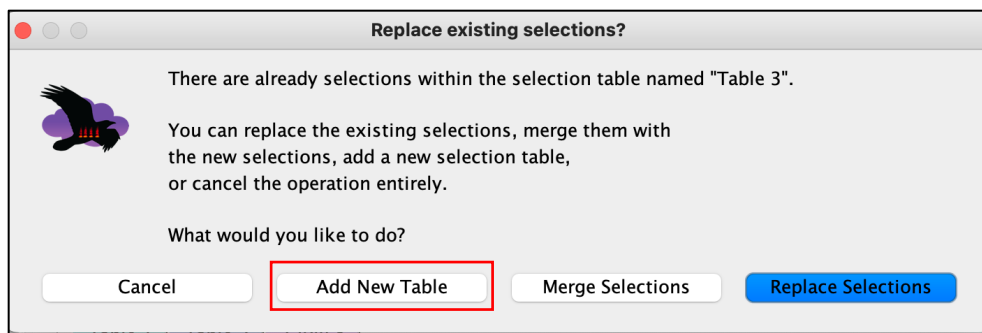 Replace existing selections?
There are already selections within the selection table named "Table 3".
You can replace the existing selections, merge them with
the new selections, add a new selection table,
or cancel the operation entirely.
What would you like to do?
Cancel
Add New Table
Merge Selections
Replace Selections